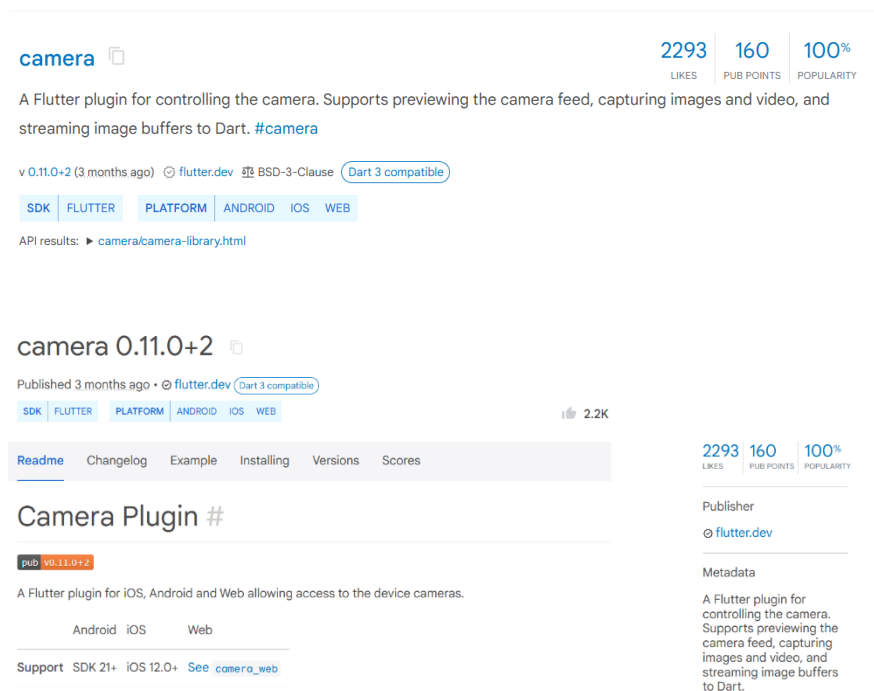 camera
2293 160 100%
LIKES PUB POINTS POPULARITY
A Flutter plugin for controlling the camera. Supports previewing the camera feed, capturing images and video, and
streaming image buffers to Dart. #camera
v 0.11.0+2 (3 months ago) flutter.dev BSD-3-Clause Dart 3 compatible
SDK FLUTTER PLATFORM ANDROID IOS WEB
API results: ▶ camera/camera-library.html
camera 0.11.0+2
Published 3 months ago • flutter.dev Dart 3 compatible
SDK FLUTTER PLATFORM ANDROID IOS WEB
2.2K
Readme Changelog Example Installing Versions Scores
Camera Plugin #
pub v0.11.0+2
A Flutter plugin for iOS, Android and Web allowing access to the device cameras.
Android iOS Web
Support SDK 21+ iOS 12.0+ See camera_web
2293 160 100%
LIKES PUB POINTS POPULARITY
Publisher
flutter.dev
Metadata
A Flutter plugin for
controlling the camera.
Supports previewing the
camera feed, capturing
images and video, and
streaming image buffers
to Dart.